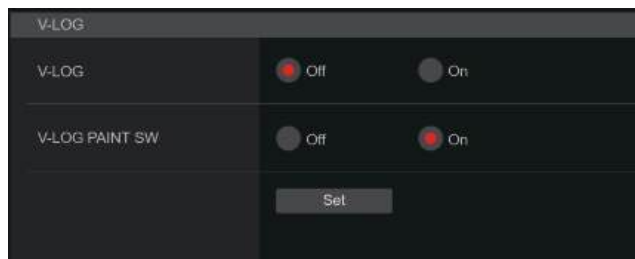 V-LOG
V-LOG Off On
V-LOG PAINT SW Off On
Set